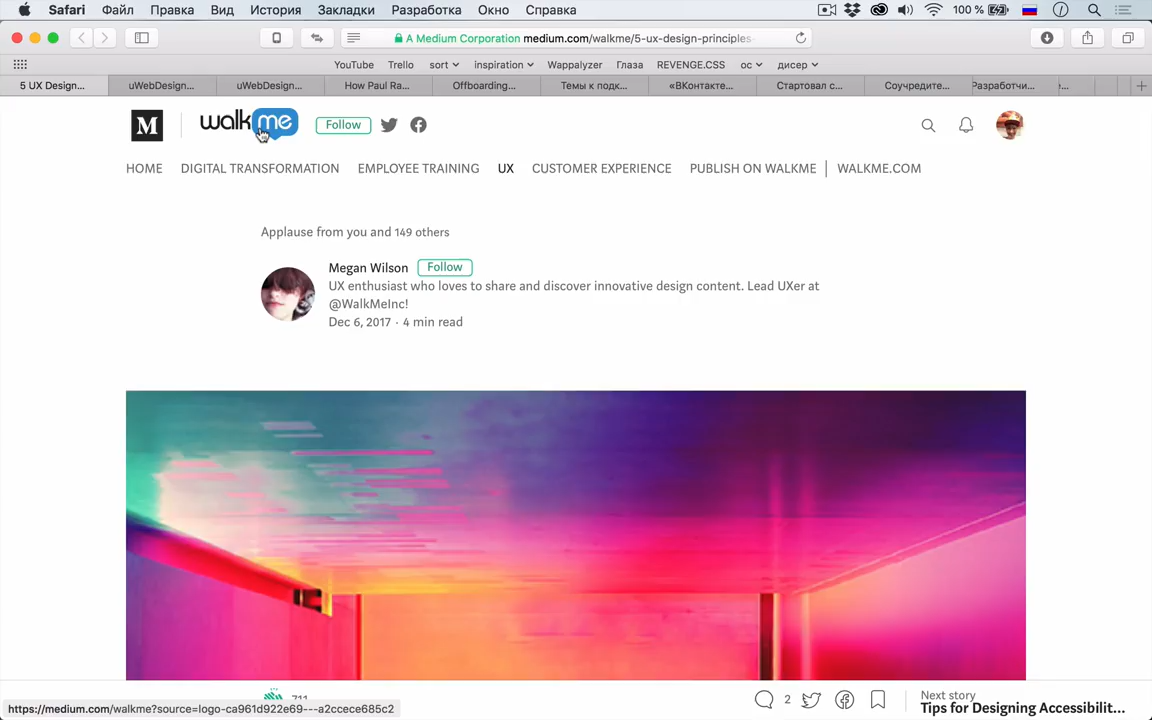 Safari Файл Правка Вид История Закладки Разработка Окно Справка 100 %
A Medium Corporation medium.com/walkme/5-ux-design-principles-
YouTube Trello sort inspiration Wappalyzer Глаза REVENGE.CSS ос дисер
5 UX Design... uWebDesign... uWebDesign... How Paul Ra... Offboarding... Темы к подк... «ВКонтакте... Стартовал с... Соучредите... Разработчи...
M walkme Follow
HOME DIGITAL TRANSFORMATION EMPLOYEE TRAINING UX CUSTOMER EXPERIENCE PUBLISH ON WALKME WALKME.COM
Applause from you and 149 others
Megan Wilson Follow
UX enthusiast who loves to share and discover innovative design content. Lead UXer at
@WalkMeInc!
Dec 6, 2017 · 4 min read
711 2 Next story
Tips for Designing Accessibilit...
https://medium.com/walkme?source=logo-ca961d922e69---a2ccece685c2